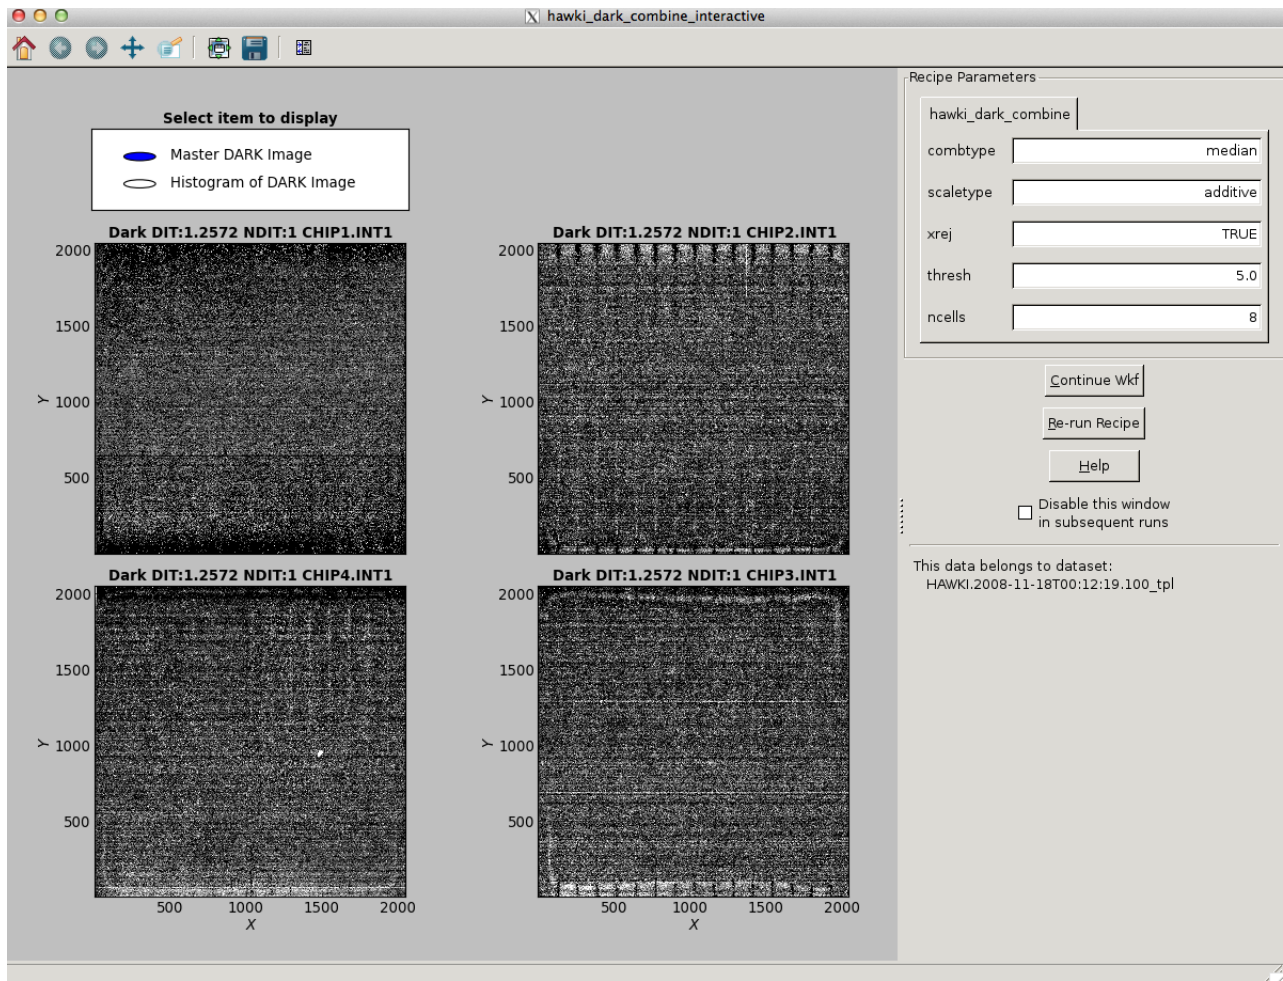 hawki_dark_combine_interactive
Select item to display
Master DARK Image
Histogram of DARK Image
Dark DIT:1.2572 NDIT:1 CHIP1.INT1
2000
1500
1000
500
Y
Dark DIT:1.2572 NDIT:1 CHIP2.INT1
2000
1500
1000
500
Y
Dark DIT:1.2572 NDIT:1 CHIP4.INT1
2000
1500
1000
500
Y
500 1000 1500 2000
X
Dark DIT:1.2572 NDIT:1 CHIP3.INT1
2000
1500
1000
500
Y
500 1000 1500 2000
X
Recipe Parameters
hawki_dark_combine
combtype median
scaletype additive
xrej TRUE
thresh 5.0
ncells 8
Continue Wkf
Re-run Recipe
Help
Disable this window
in subsequent runs
This data belongs to dataset:
HAWKI.2008-11-18T00:12:19.100_tpl